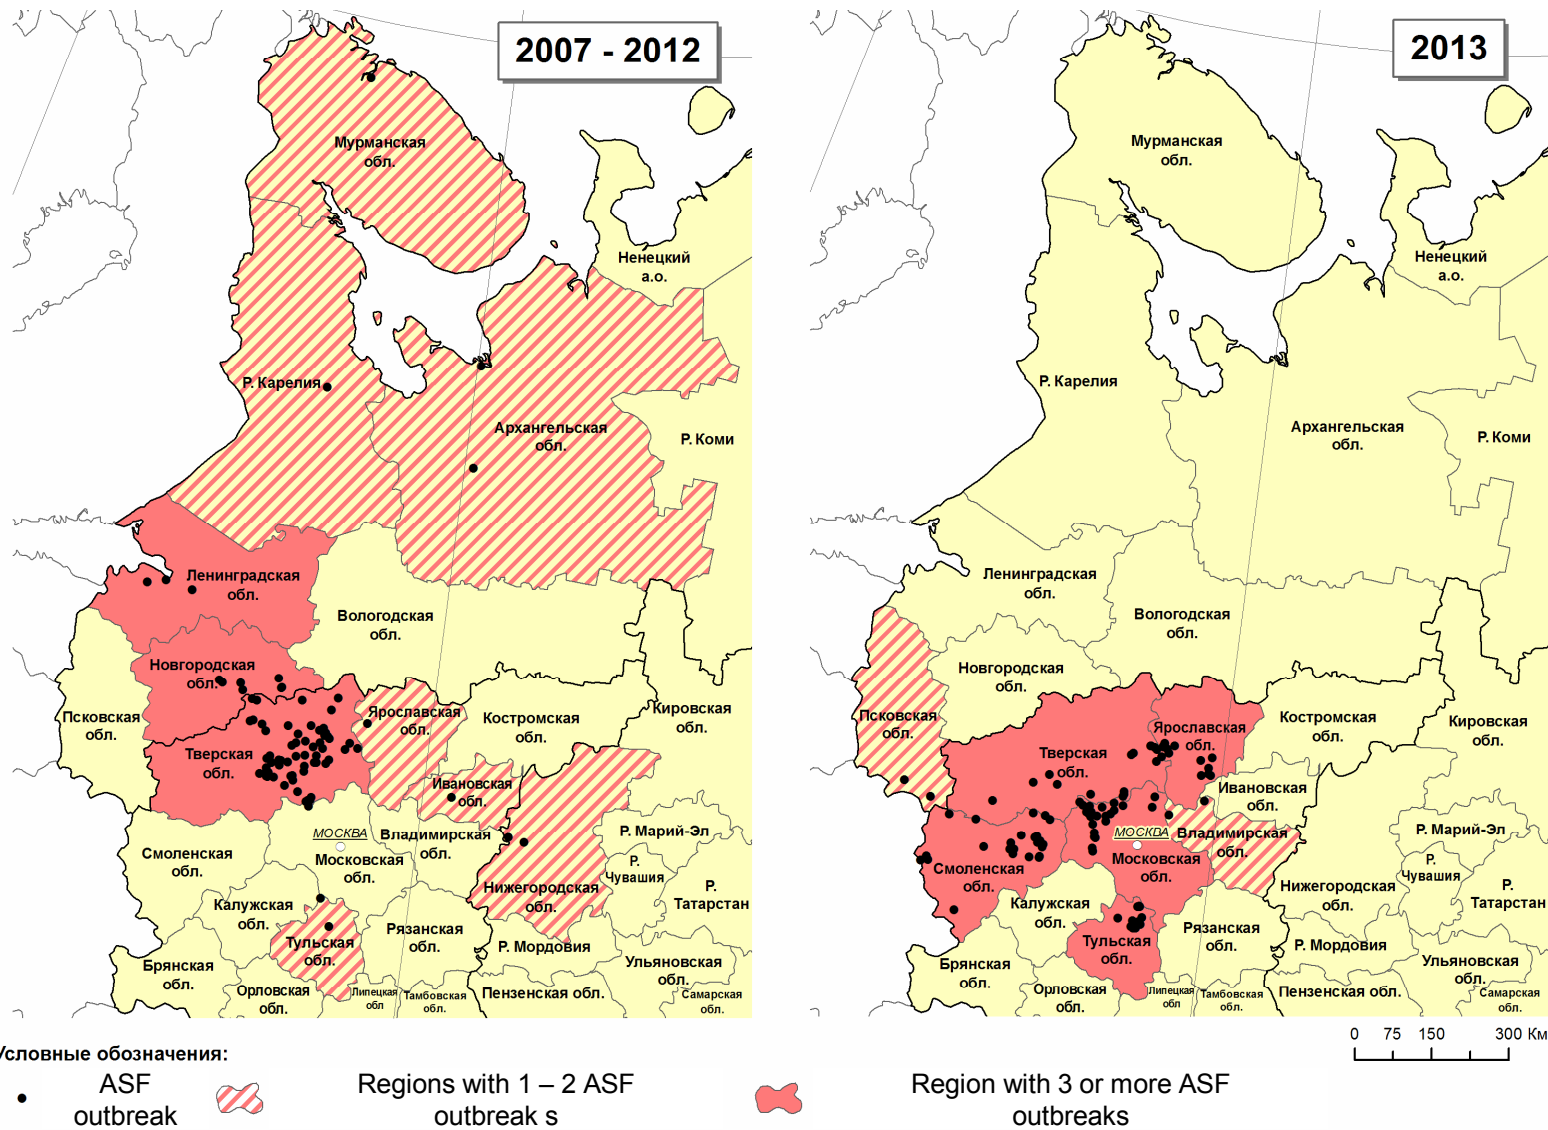 2007 - 2012
Мурманская
обл.
Ненецкий
а.о.
Р. Карелия
Архангельская
обл.
Р. Коми
Ленинградская
обл.
Вологодская
обл.
Новгородская
обл.
Псковская
обл.
Ярославская
обл.
Костромская
обл.
Кировская
обл.
Тверская
обл.
Ивановская
обл.
МОСКВА
Владимирская
обл.
Р. Марий-Эл
Смоленская
обл.
Московская
обл.
Р.
Чувашия
Нижегородская
обл.
Р.
Татарстан
Калужская
обл.
Рязанская
обл.
Тульская
обл.
Р. Мордовия
Брянская
обл.
Ульяновская
обл.
Орловская
обл.
Липецкая
обл
Тамбовская
обл.
Пензенская обл.
Самарская
обл.
2013
Мурманская
обл.
Ненецкий
а.о.
Р. Карелия
Архангельская
обл.
Р. Коми
Ленинградская
обл.
Вологодская
обл.
Новгородская
обл.
Псковская
обл.
Ярославская
обл.
Костромская
обл.
Кировская
обл.
Тверская
обл.
Ивановская
обл.
МОСКВА
Владимирская
обл.
Р. Марий-Эл
Смоленская
обл.
Московская
обл.
Р.
Чувашия
Нижегородская
обл.
Р.
Татарстан
Калужская
обл.
Рязанская
обл.
Тульская
обл.
Р. Мордовия
Брянская
обл.
Ульяновская
обл.
Орловская
обл.
Липецкая
обл
Тамбовская
обл.
Пензенская обл.
Самарская
обл.
0 75 150 300 Км
Условные обозначения:
ASF
outbreak
Regions with 1 – 2 ASF
outbreak s
Region with 3 or more ASF
outbreaks